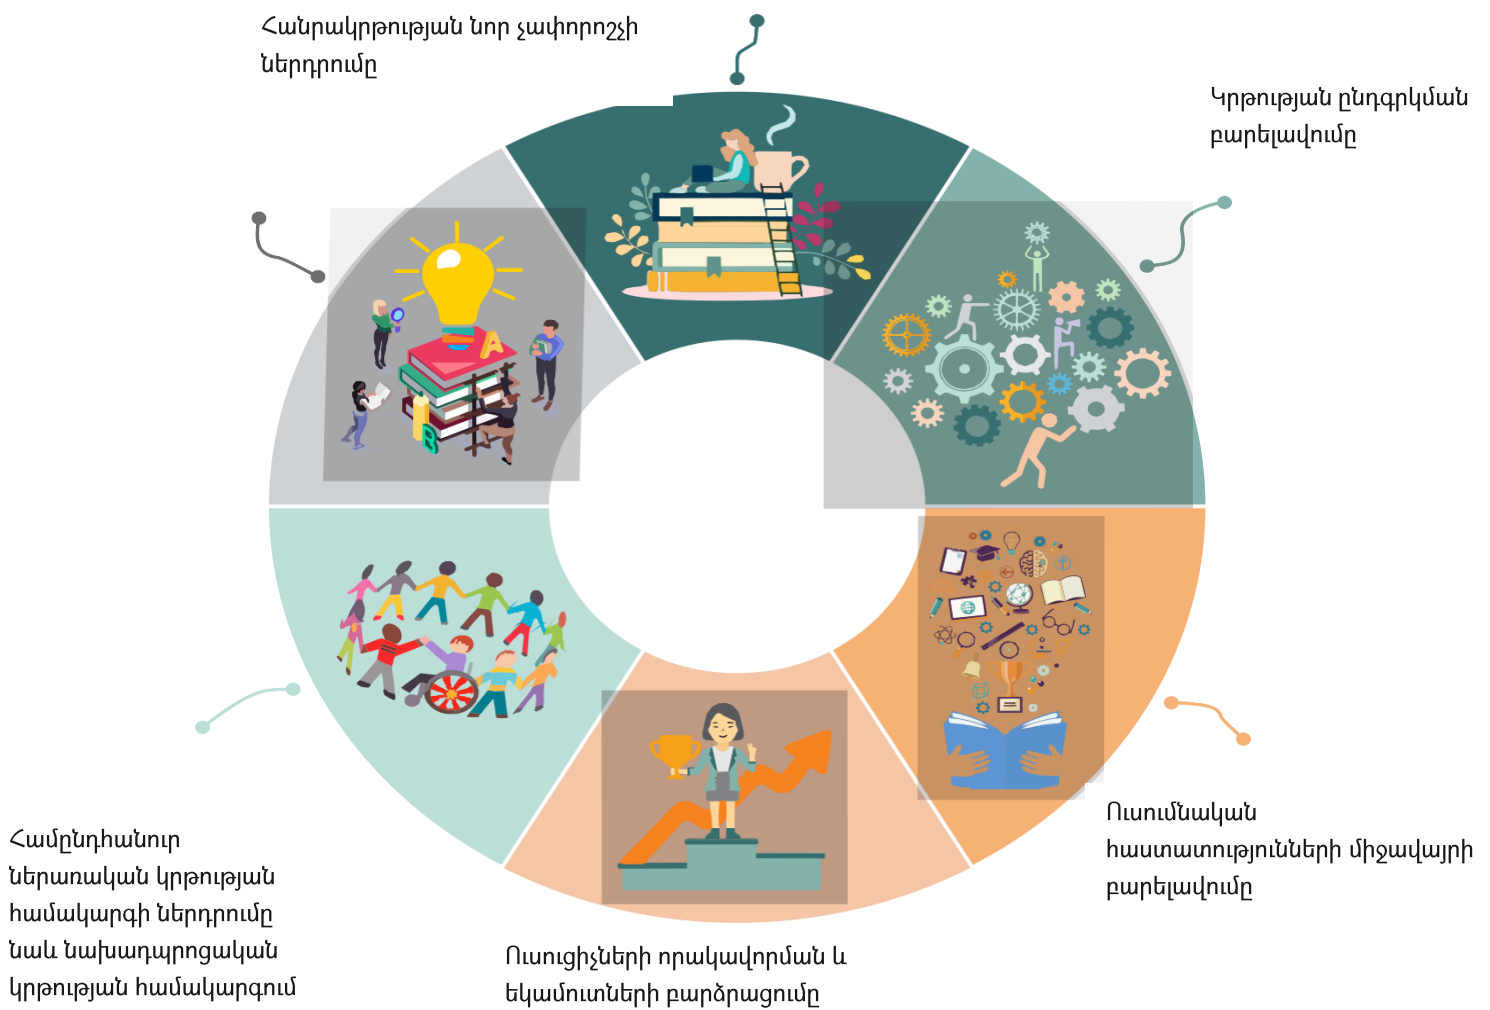 Հանրակրթության նոր չափորոշչի
ներդրումը
Կրթության ընդգրկման
բարելավումը
A
B
Համընդհանուր
ներառական կրթության
համակարգի ներդրումը
նաև նախադպրոցական
կրթության համակարգում
Ուսուցիչների որակավորման և
եկամուտների բարձրացումը
Ուսումնական
հաստատությունների միջավայրի
բարելավումը